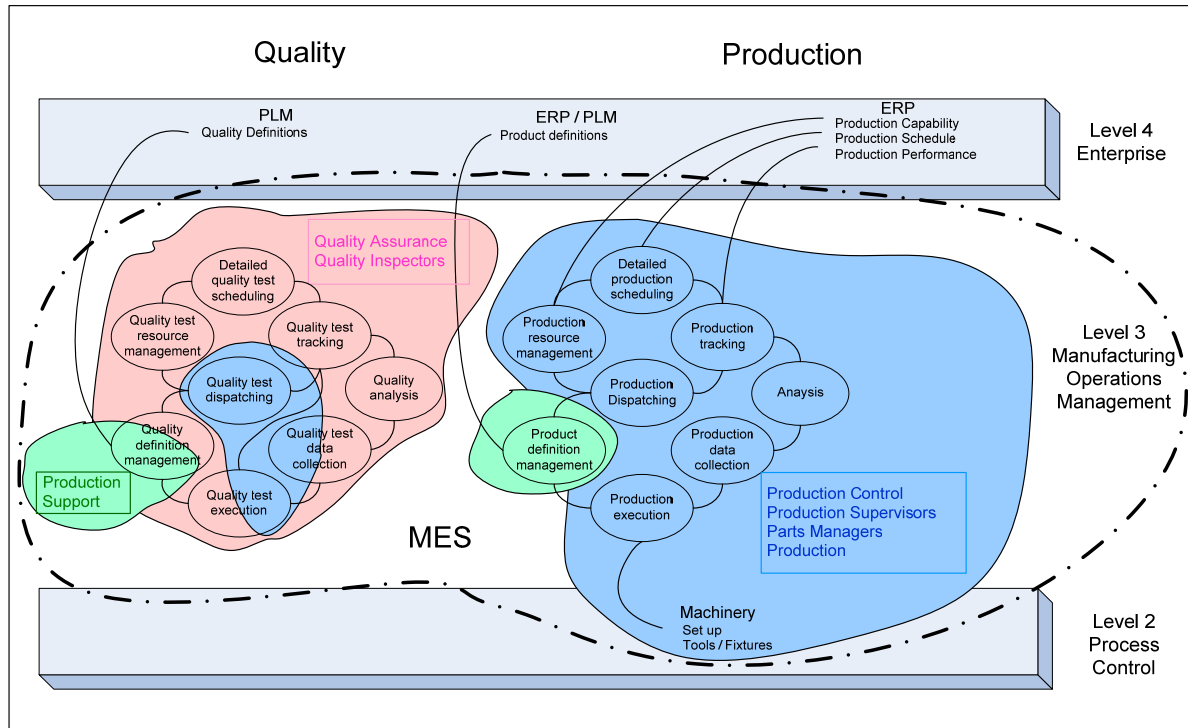 Quality
Production
PLM
Quality Definitions
ERP / PLM
Product definitions
ERP
Production Capability
Production Schedule
Production Performance
Level 4
Enterprise
Quality Assurance
Quality Inspectors
Detailed
quality test
scheduling
Quality test
resource
management
Quality test
tracking
Quality test
dispatching
Quality
analysis
Quality
definition
management
Quality test
data
collection
Quality test
execution
Production
Support
Detailed
production
scheduling
Production
resource
management
Production
tracking
Production
Dispatching
Anaysis
Product
definition
management
Production
data
collection
Production
execution
Production Control
Production Supervisors
Parts Managers
Production
Level 3
Manufacturing
Operations
Management
MES
Machinery
Set up
Tools / Fixtures
Level 2
Process
Control